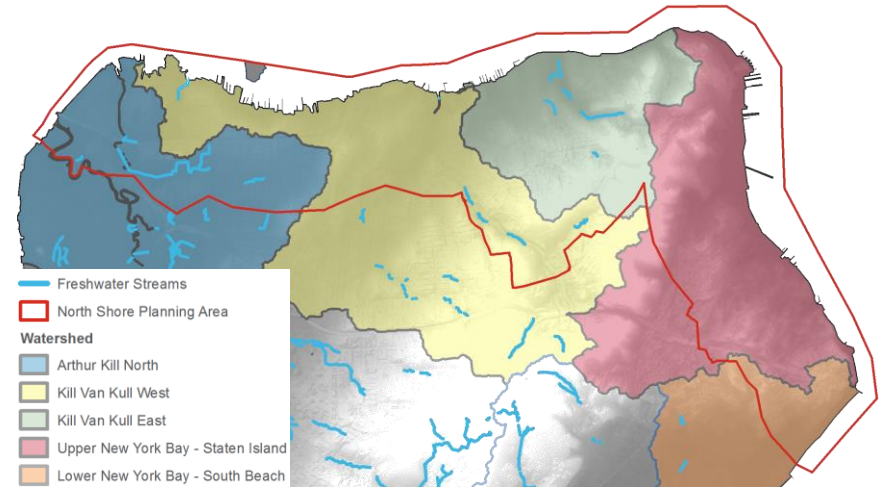 Freshwater Streams
North Shore Planning Area
Watershed
Arthur Kill North
Kill Van Kull West
Kill Van Kull East
Upper New York Bay - Staten Island
Lower New York Bay - South Beach